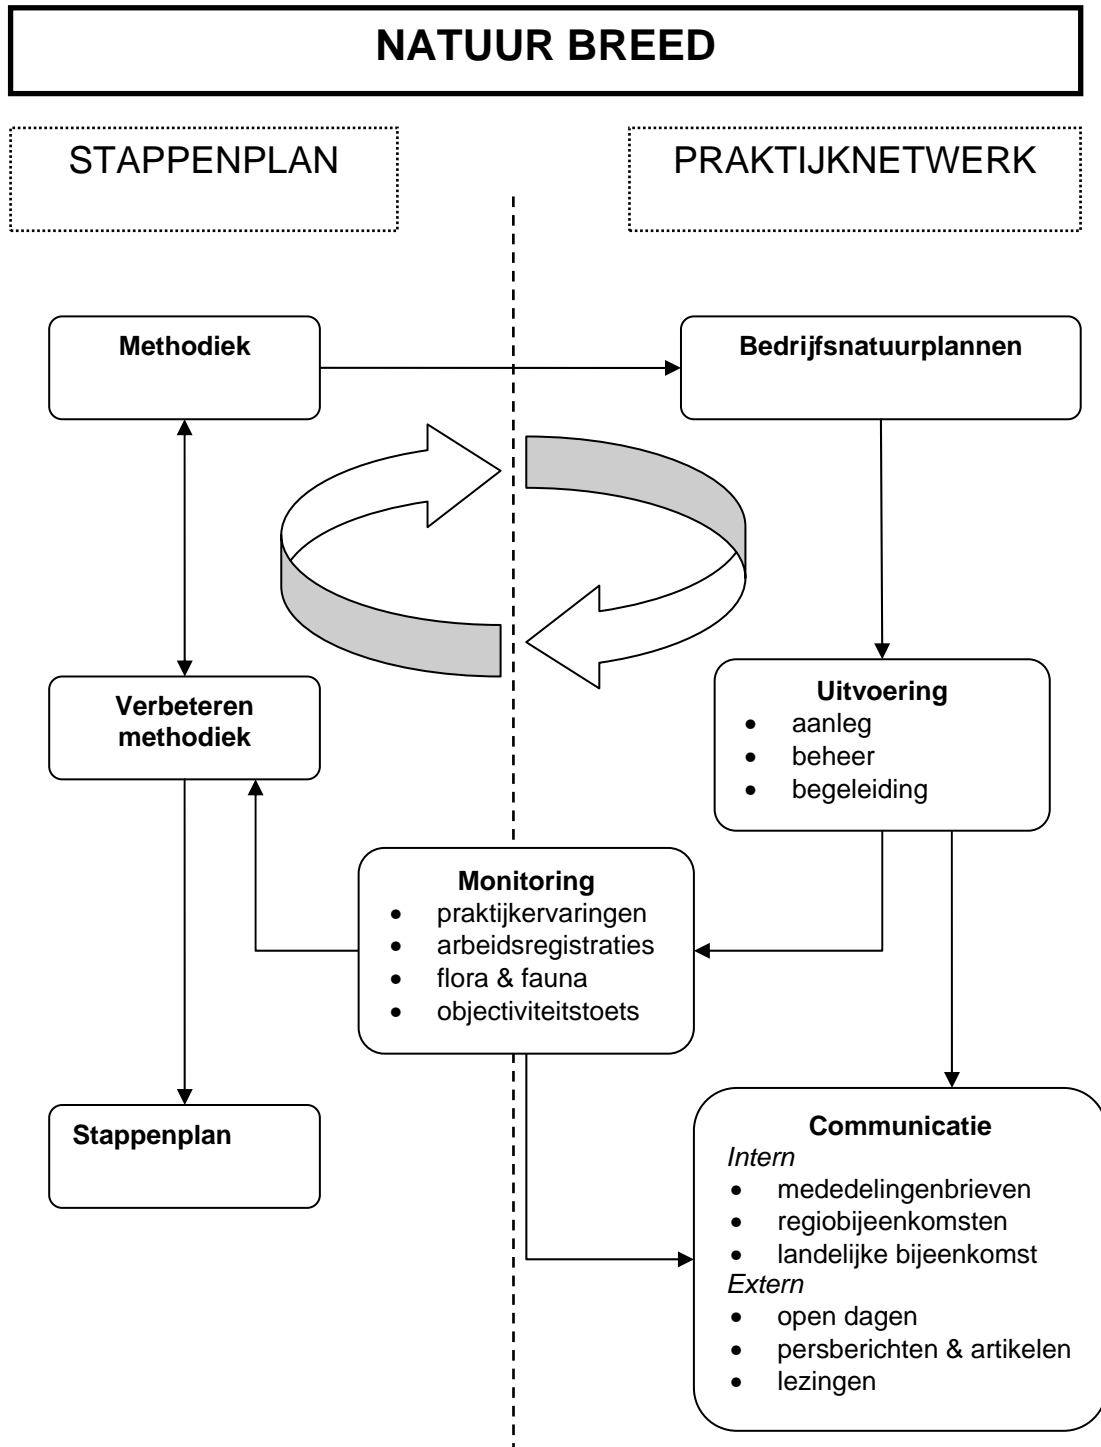 NATUUR BREED
STAPPENPLAN
PRAKTIJKNETWERK
Methodiek
Bedrijfsnatuurplannen
Verbeteren
methodiek
Uitvoering
• aanleg
• beheer
• begeleiding
Monitoring
• praktijkervaringen
• arbeidsregistraties
• flora & fauna
• objectiviteitstoets
Stappenplan
Communicatie
Intern
• mededelingenbrieven
• regiobijeenkomsten
• landelijke bijeenkomst
Extern
• open dagen
• persberichten & artikelen
• lezingen